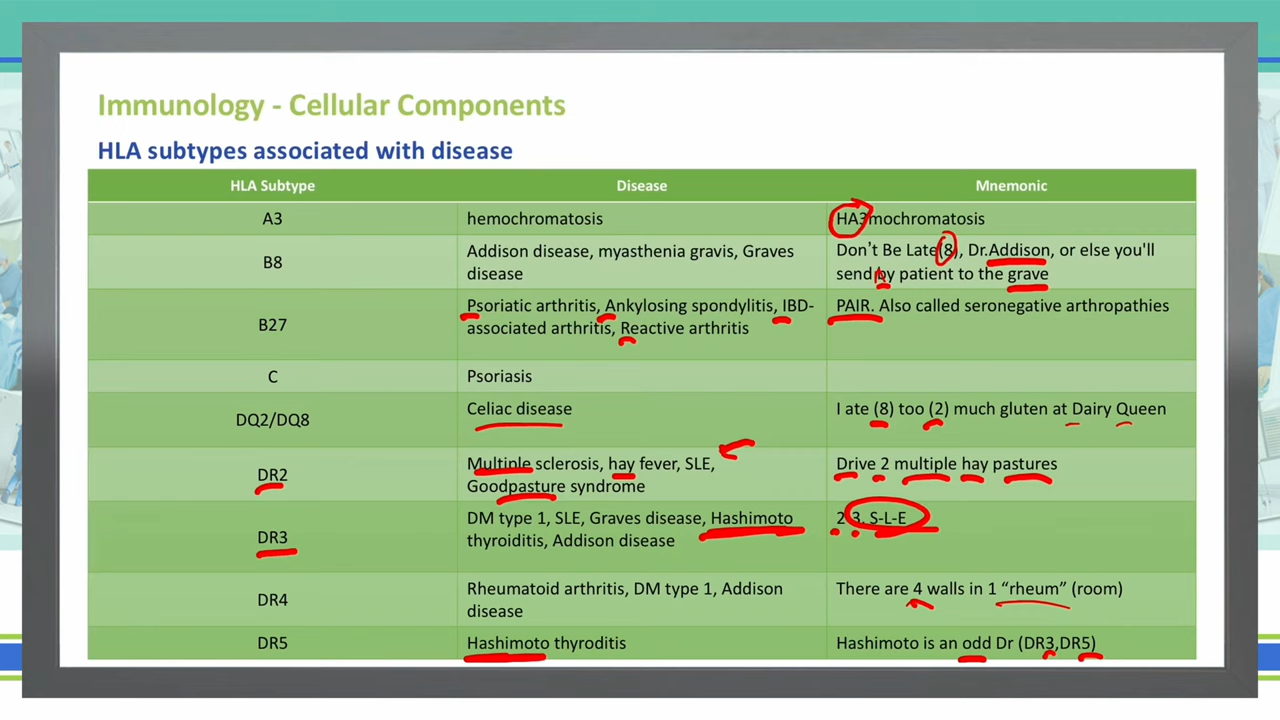 Immunology - Cellular Components
HLA subtypes associated with disease
HLA Subtype Disease Mnemonic
A3 hemochromatosis HA3mochromatosis
B8 Addison disease, myasthenia gravis, Graves disease Don't Be Late(8), Dr.Addison, or else you'll send by patient to the grave
B27 Psoriatic arthritis, Ankylosing spondylitis, IBD-associated arthritis, Reactive arthritis PAIR. Also called seronegative arthropathies
C Psoriasis
DQ2/DQ8 Celiac disease I ate (8) too (2) much gluten at Dairy Queen
DR2 Multiple sclerosis, hay fever, SLE, Goodpasture syndrome Drive 2 multiple hay pastures
DR3 DM type 1, SLE, Graves disease, Hashimoto thyroiditis, Addison disease 2-3, S-L-E
DR4 Rheumatoid arthritis, DM type 1, Addison disease There are 4 walls in 1 “rheum” (room)
DR5 Hashimoto thyroditis Hashimoto is an odd Dr (DR3,DR5)